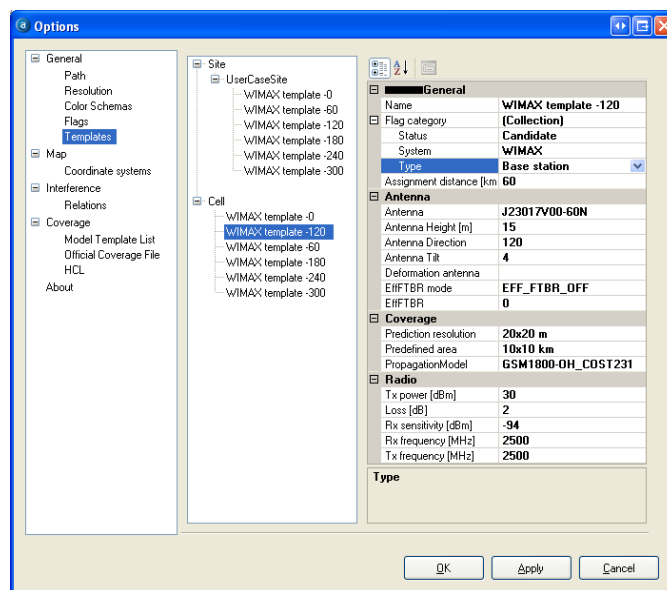 Options
General
Path
Resolution
Color Schemas
Flags
Templates
Map
Coordinate systems
Interference
Relations
Coverage
Model Template List
Official Coverage File
HCL
About
Site
UserCaseSite
WIMAX template -0
WIMAX template -60
WIMAX template -120
WIMAX template -180
WIMAX template -240
WIMAX template -300
Cell
WIMAX template -0
WIMAX template -120
WIMAX template -60
WIMAX template -180
WIMAX template -240
WIMAX template -300
General
Name WIMAX template -120
Flag category (Collection)
Status Candidate
System WIMAX
Type Base station
Assignment distance [km 60
Antenna
Antenna J23017V00-60N
Antenna Height [m] 15
Antenna Direction 120
Antenna Tilt 4
Deformation antenna
EffFTBR mode EFF_FTBR_OFF
EffFTBR 0
Coverage
Prediction resolution 20x20 m
Predefined area 10x10 km
PropagationModel GSM1800-OH_COST231
Radio
Tx power [dBm] 30
Loss [dB] 2
Rx sensitivity [dBm] -94
Rx frequency [MHz] 2500
Tx frequency [MHz] 2500
Type
OK Apply Cancel